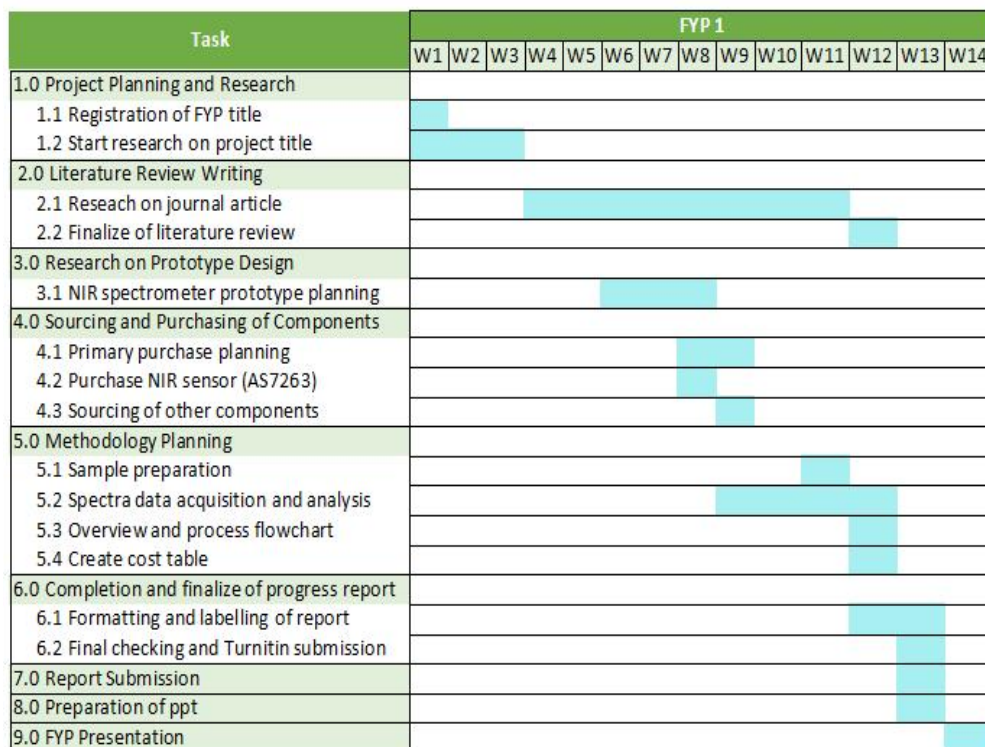 Task
FYP 1
W1 W2 W3 W4 W5 W6 W7 W8 W9 W10 W11 W12 W13 W14
1.0 Project Planning and Research
1.1 Registration of FYP title
1.2 Start research on project title
2.0 Literature Review Writing
2.1 Reseach on journal article
2.2 Finalize of literature review
3.0 Research on Prototype Design
3.1 NIR spectrometer prototype planning
4.0 Sourcing and Purchasing of Components
4.1 Primary purchase planning
4.2 Purchase NIR sensor (AS7263)
4.3 Sourcing of other components
5.0 Methodology Planning
5.1 Sample preparation
5.2 Spectra data acquisition and analysis
5.3 Overview and process flowchart
5.4 Create cost table
6.0 Completion and finalize of progress report
6.1 Formatting and labelling of report
6.2 Final checking and Turnitin submission
7.0 Report Submission
8.0 Preparation of ppt
9.0 FYP Presentation